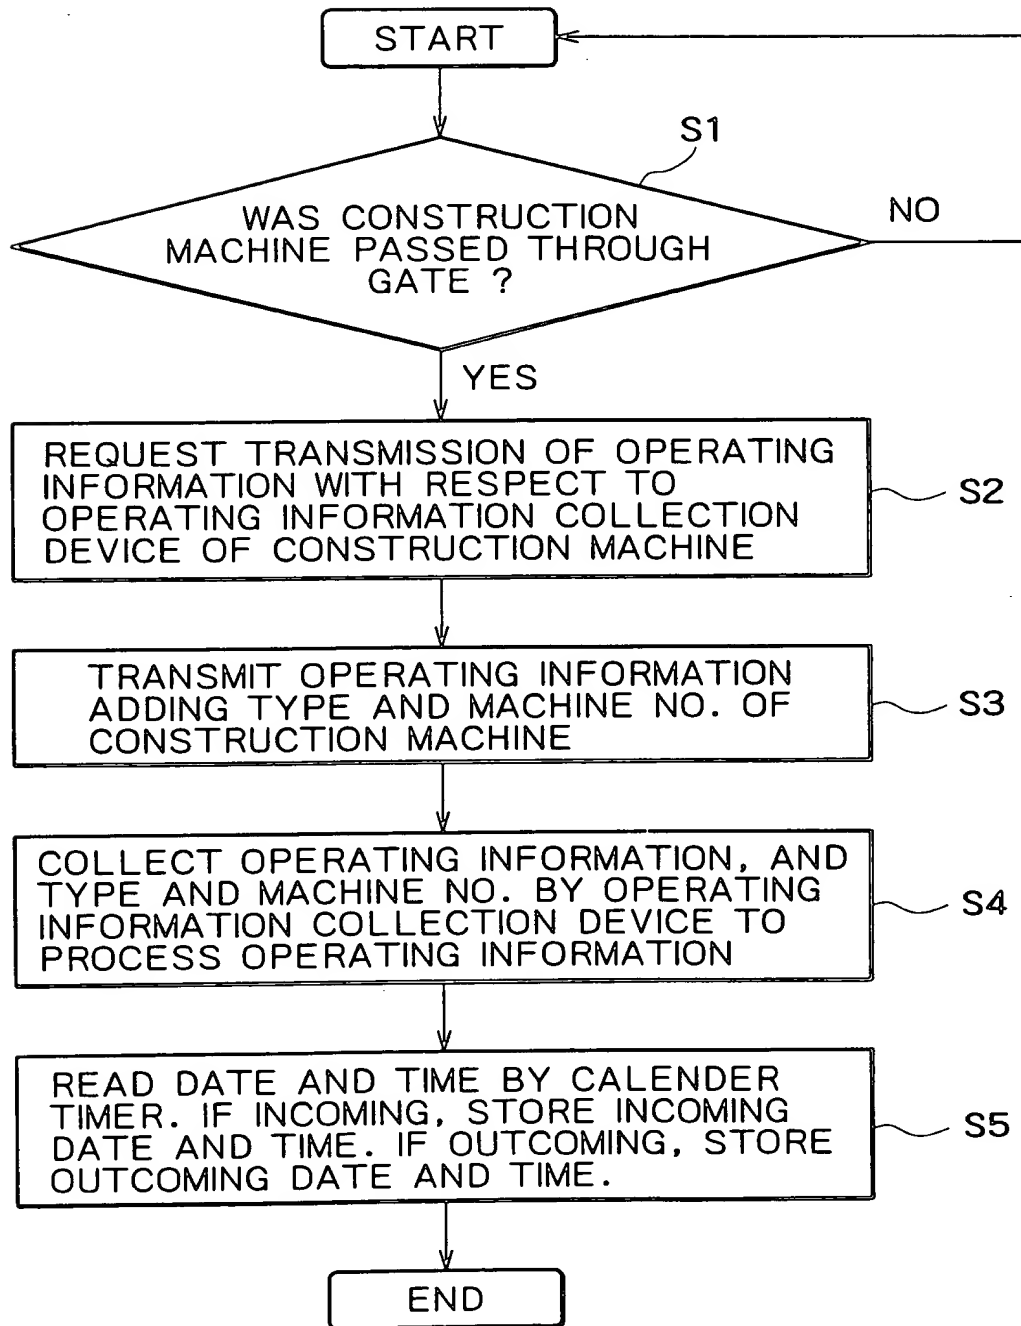 START
S1
WAS CONSTRUCTION
MACHINE PASSED THROUGH
GATE ?
NO
YES
REQUEST TRANSMISSION OF OPERATING
INFORMATION WITH RESPECT TO
OPERATING INFORMATION COLLECTION
DEVICE OF CONSTRUCTION MACHINE
S2
TRANSMIT OPERATING INFORMATION
ADDING TYPE AND MACHINE NO. OF
CONSTRUCTION MACHINE
S3
COLLECT OPERATING INFORMATION, AND
TYPE AND MACHINE NO. BY OPERATING
INFORMATION COLLECTION DEVICE TO
PROCESS OPERATING INFORMATION
S4
READ DATE AND TIME BY CALENDER
TIMER. IF INCOMING, STORE INCOMING
DATE AND TIME. IF OUTCOMING, STORE
OUTCOMING DATE AND TIME.
S5
END